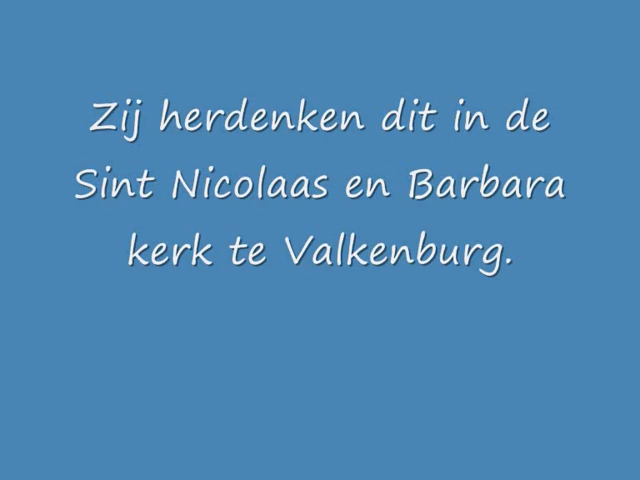 Zij herdenken dit in de
Sint Nicolaas en Barbara
kerk te Valkenburg.